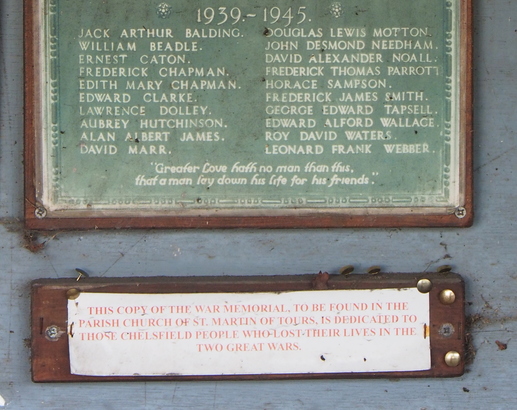 1939.-1945.
JACK ARTHUR BALDING.
WILLIAM BEADLE.
ERNEST CATON.
FREDERICK CHAPMAN.
EDITH MARY CHAPMAN.
EDWARD CLARKE.
LAWRENCE DOLLEY.
AUBREY HUTCHINSON.
ALAN ALBERT JAMES.
DAVID MARR.
DOUGLAS LEWIS MOTTON.
JOHN DESMOND NEEDHAM.
DAVID ALEXANDER NOALL.
FREDERICK THOMAS PARROTT
HORACE SAMPSON.
FREDERICK JAMES SMITH.
GEORGE EDWARD TAPSELL.
EDWARD ALFORD WALLACE.
ROY DAVID WATERS.
LEONARD FRANK WEBBER.
"Greater love hath no man than this,
that a man lay down his life for his friends."
THIS COPY OF THE WAR MEMORIAL, TO BE FOUND IN THE
PARISH CHURCH OF ST. MARTIN OF TOURS, IS DEDICATED TO
THOSE CHELSFIELD PEOPLE WHO LOST THEIR LIVES IN THE
TWO GREAT WARS.